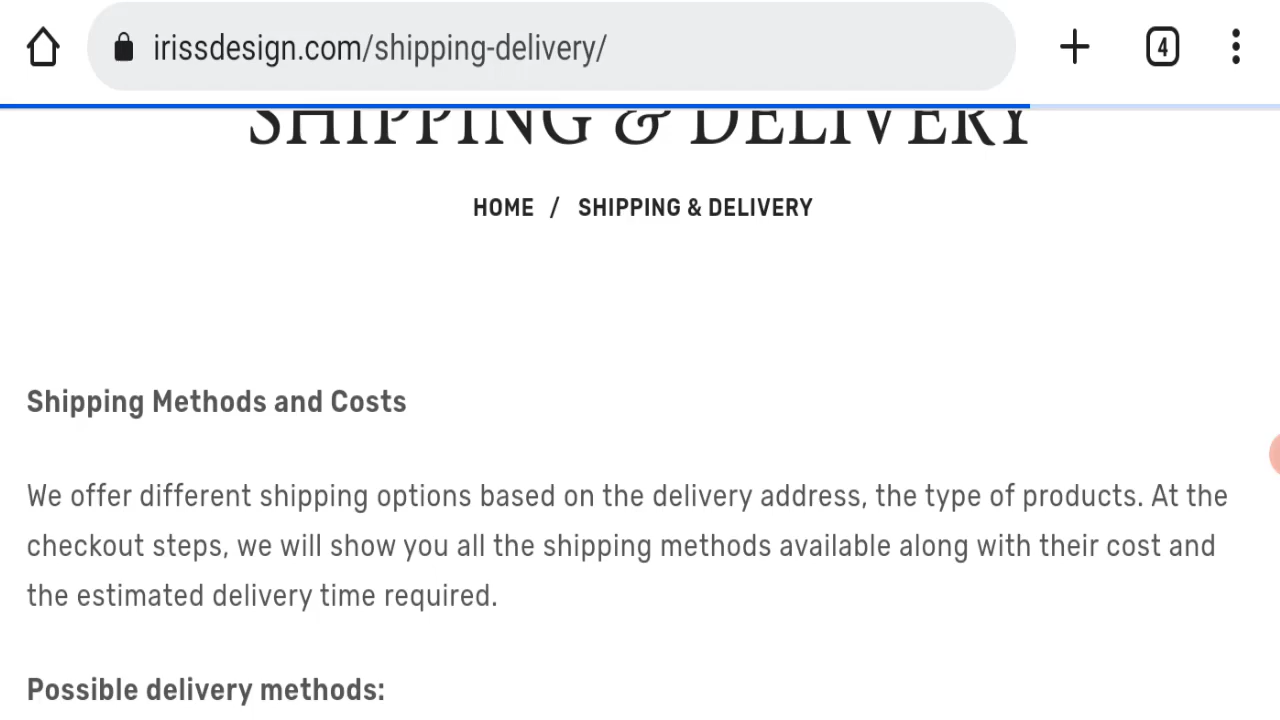 irissdesign.com/shipping-delivery/
4
SHIPPING & DELIVERY
HOME / SHIPPING & DELIVERY
Shipping Methods and Costs
We offer different shipping options based on the delivery address, the type of products. At the
checkout steps, we will show you all the shipping methods available along with their cost and
the estimated delivery time required.
Possible delivery methods: